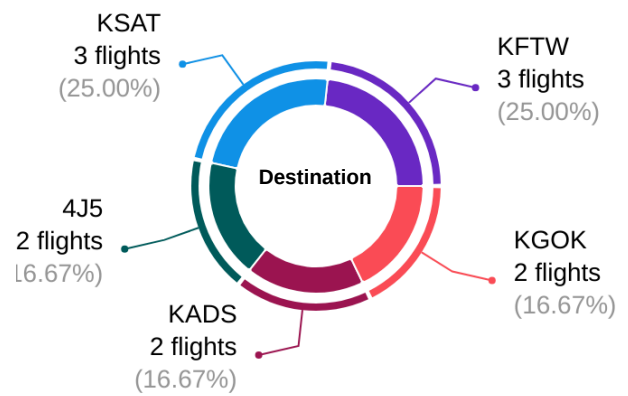 KSAT
3 flights
(25.00%)
KFTW
3 flights
(25.00%)
Destination
4J5
2 flights
16.67%)
KGOK
2 flights
(16.67%)
KADS
2 flights
(16.67%)